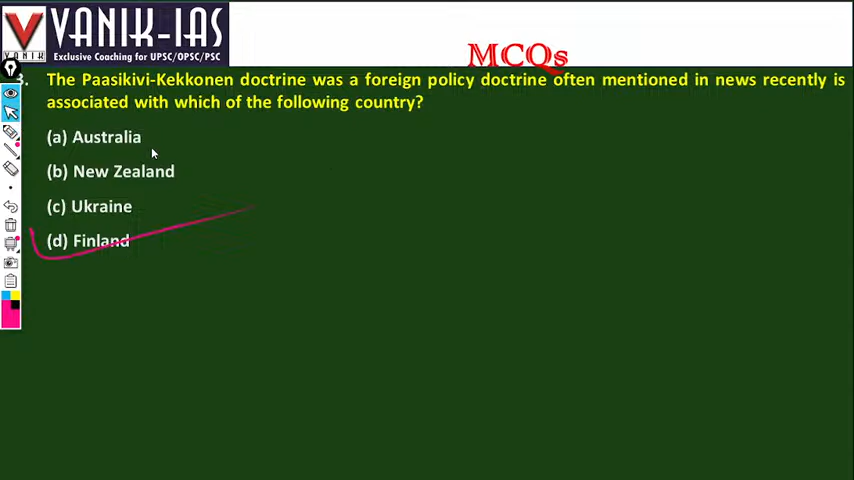 VANIK-IAS
VANIK
Exclusive Coaching for UPSC/OPSC/PSC
MCQs
3. The Paasikivi-Kekkonen doctrine was a foreign policy doctrine often mentioned in news recently is
associated with which of the following country?
(a) Australia
(b) New Zealand
(c) Ukraine
(d) Finland